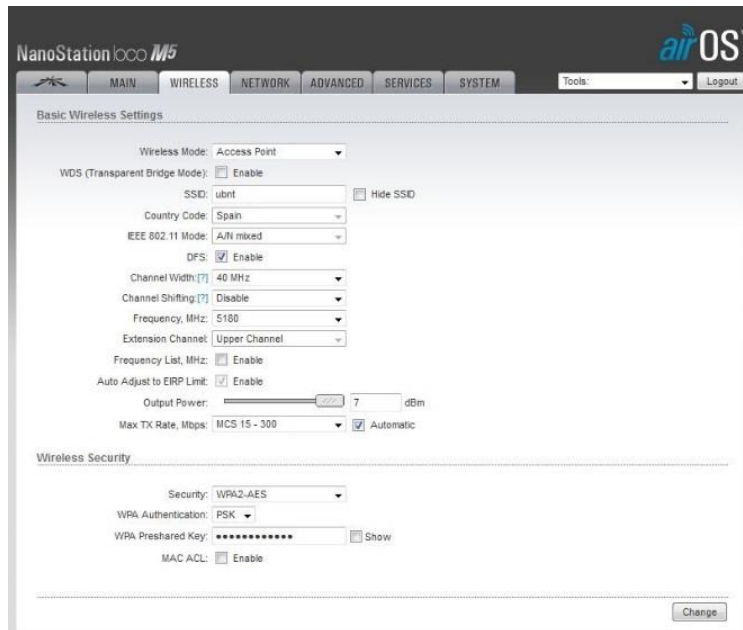 NanoStation loco M5
airOS
MAIN WIRELESS NETWORK ADVANCED SERVICES SYSTEM Tools: Logout
Basic Wireless Settings
Wireless Mode: Access Point
WDS (Transparent Bridge Mode): Enable
SSID: ubnt Hide SSID
Country Code: Spain
IEEE 802.11 Mode: A/N mixed
DFS: Enable
Channel Width:[?] 40 MHz
Channel Shifting:[?] Disable
Frequency, MHz: 5180
Extension Channel: Upper Channel
Frequency List, MHz: Enable
Auto Adjust to EIRP Limit: Enable
Output Power: 7 dBm
Max TX Rate, Mbps: MCS 15 - 300 Automatic
Wireless Security
Security: WPA2-AES
WPA Authentication: PSK
WPA Preshared Key: •••••••••••• Show
MAC ACL: Enable
Change